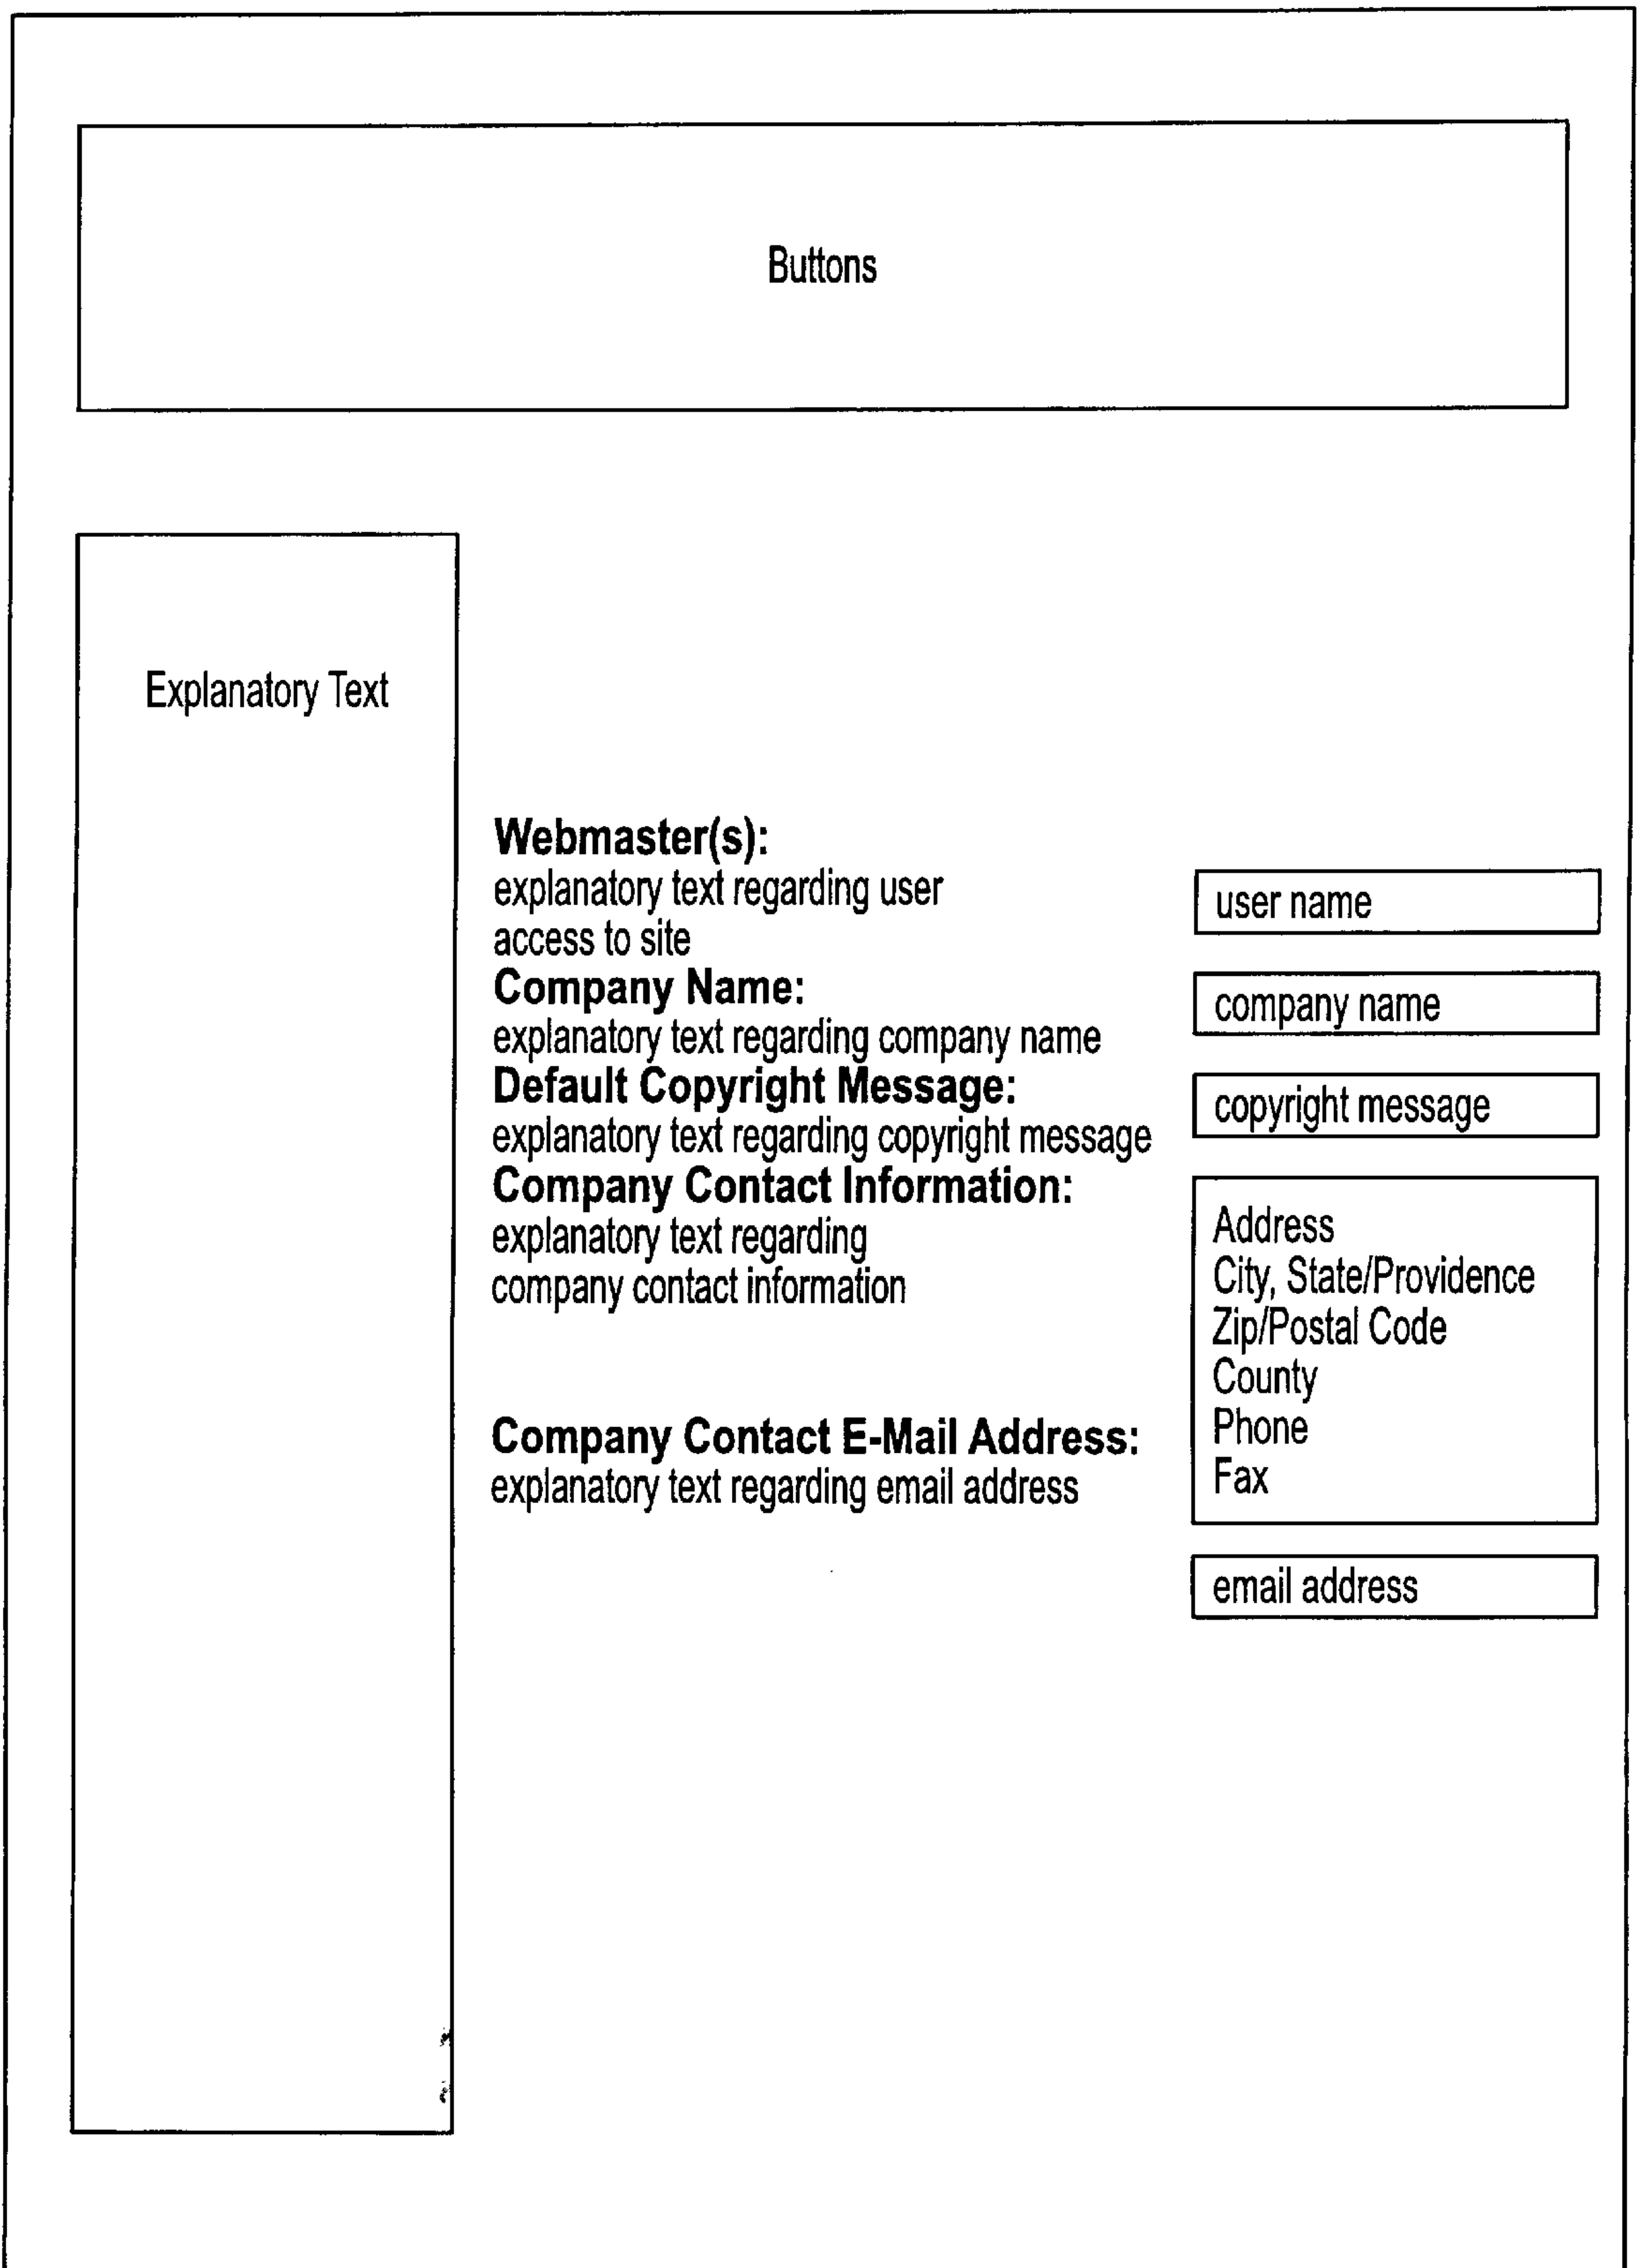 Buttons
Explanatory Text
Webmaster(s):
explanatory text regarding user
access to site
user name
Company Name:
explanatory text regarding company name
company name
Default Copyright Message:
explanatory text regarding copyright message
copyright message
Company Contact Information:
explanatory text regarding
company contact information
Address
City, State/Providence
Zip/Postal Code
County
Phone
Fax
Company Contact E-Mail Address:
explanatory text regarding email address
email address